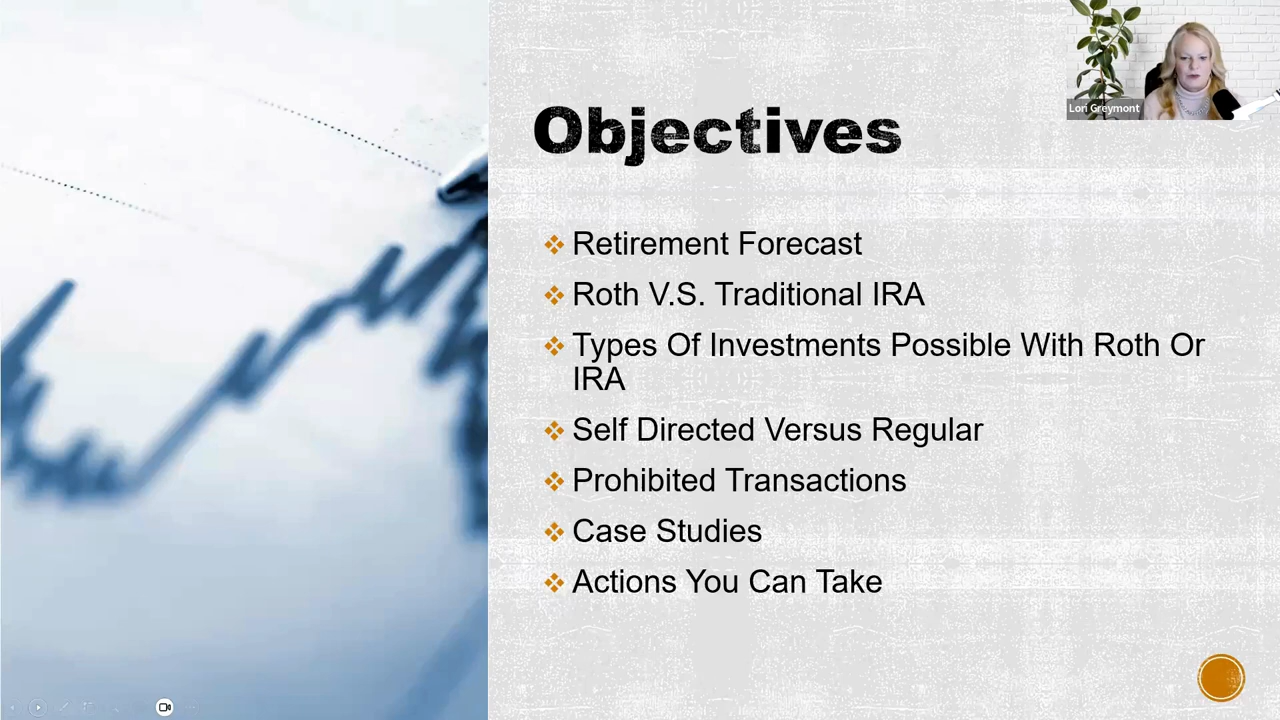 Lori Greymont
Objectives
Retirement Forecast
Roth V.S. Traditional IRA
Types Of Investments Possible With Roth Or
IRA
Self Directed Versus Regular
Prohibited Transactions
Case Studies
Actions You Can Take